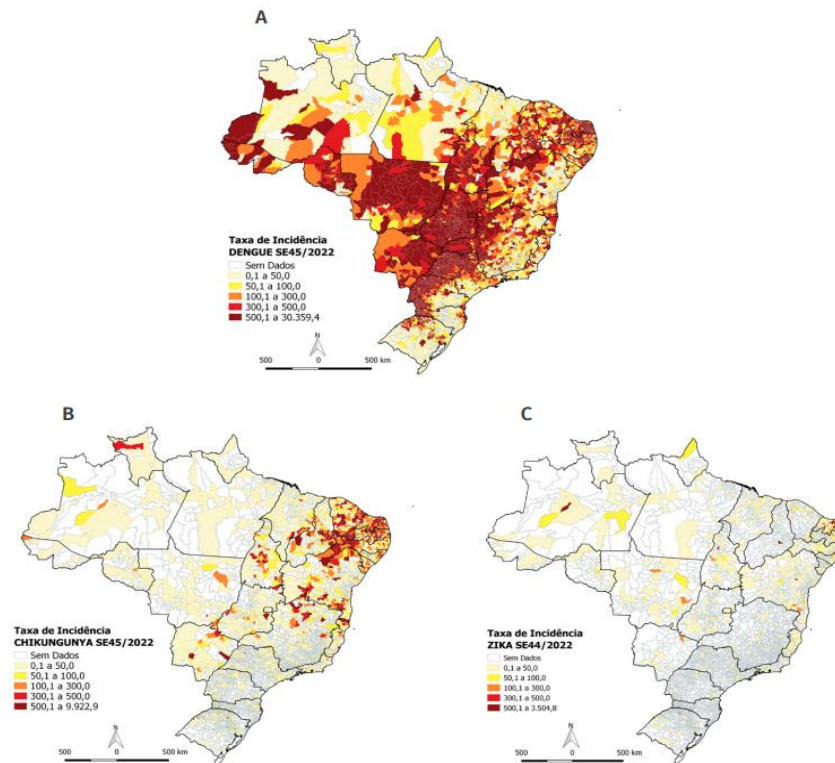 A
Taxa de Incidência
DENGUE SE45/2022
Sem Dados
0,1 a 50,0
50,1 a 100,0
100,1 a 300,0
300,1 a 500,0
500,1 a 30.359,4
N
500 0 500 km
B
Taxa de Incidência
CHIKUNGUNYA SE45/2022
Sem Dados
0,1 a 50,0
50,1 a 100,0
100,1 a 300,0
300,1 a 500,0
500,1 a 9.922,9
N
500 0 500 km
C
Taxa de Incidência
ZIKA SE44/2022
Sem Dados
0,1 a 50,0
50,1 a 100,0
100,1 a 300,0
300,1 a 500,0
500,1 a 3.504,8
N
500 0 500 km